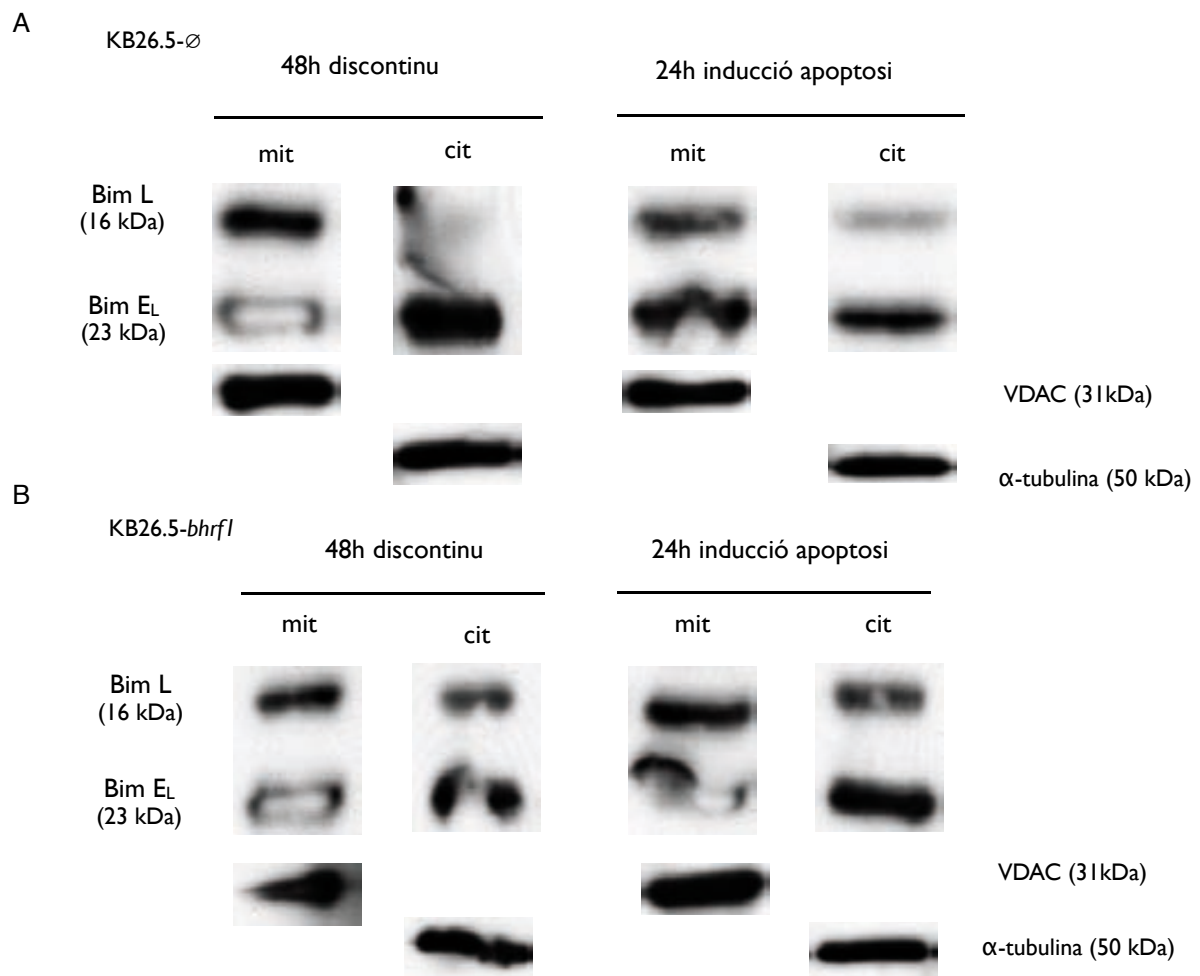 A
KB26.5-∅
48h discontinu
24h inducció apoptosi
mit
cit
mit
cit
Bim L
(16 kDa)
Bim EL
(23 kDa)
VDAC (31kDa)
α-tubulina (50 kDa)
B
KB26.5-bhrf1
48h discontinu
24h inducció apoptosi
mit
cit
mit
cit
Bim L
(16 kDa)
Bim EL
(23 kDa)
VDAC (31kDa)
α-tubulina (50 kDa)